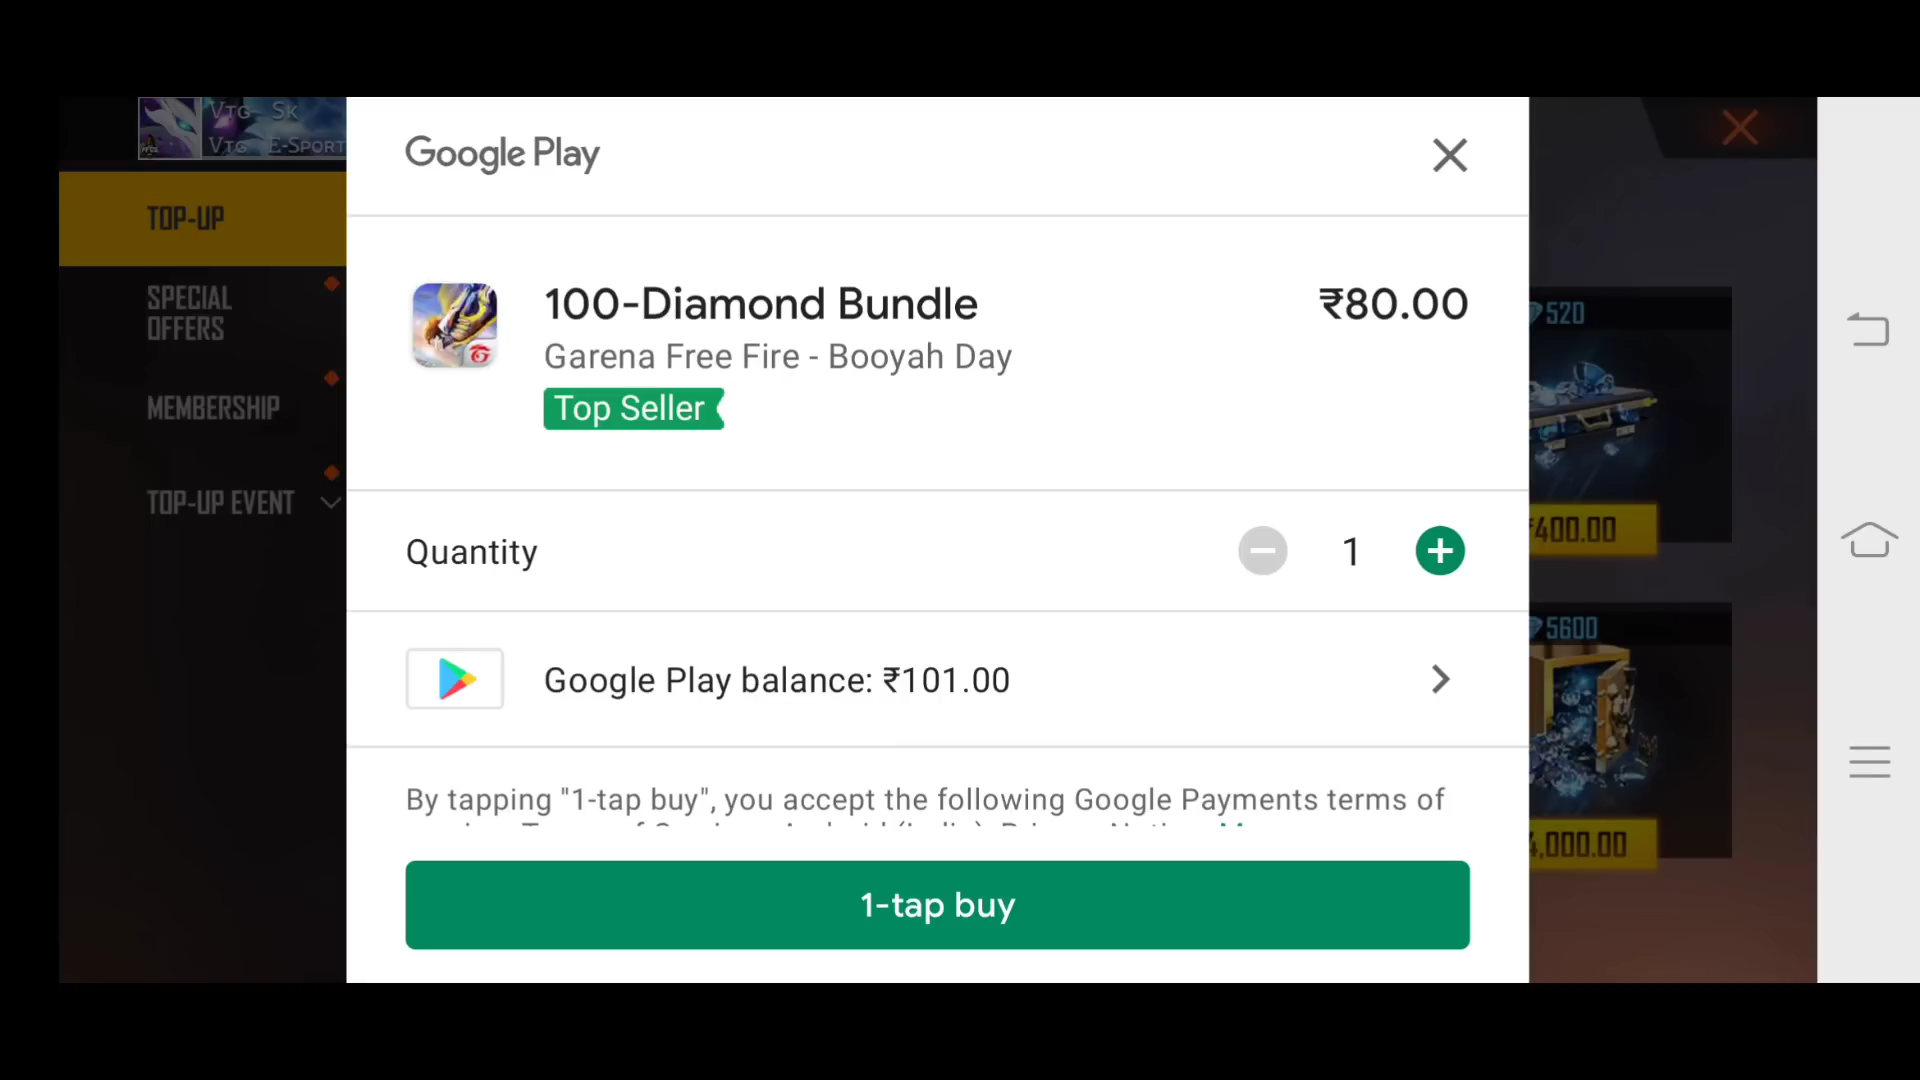 VTG- SK
VTG E-SPORT
Google Play
TOP-UP
100-Diamond Bundle
₹80.00
Garena Free Fire - Booyah Day
Top Seller
SPECIAL
OFFERS
520
MEMBERSHIP
TOP-UP EVENT
₹400.00
Quantity
1
5600
Google Play balance: ₹101.00
By tapping "1-tap buy", you accept the following Google Payments terms of
4,000.00
1-tap buy